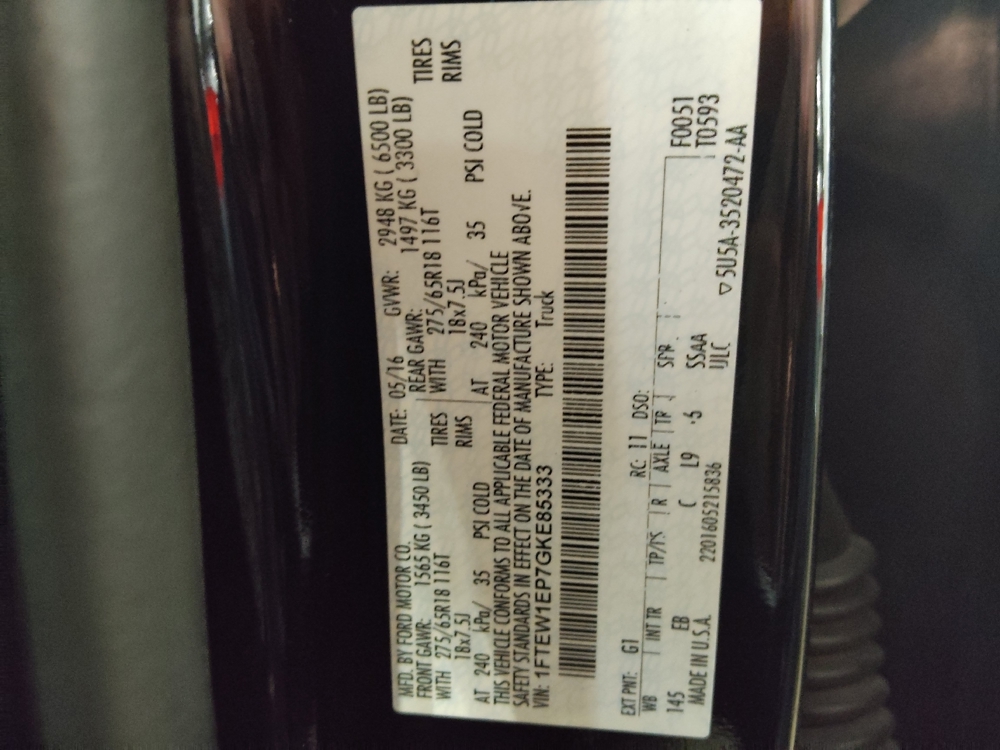 MFD. BY FORD MOTOR CO. DATE: 05/16 GVWR: 2948 KG ( 6500 LB)
FRONT GAWR: 1565 KG ( 3450 LB) REAR GAWR: 1497 KG ( 3300 LB)
WITH 275/65R18 116T TIRES WITH 275/65R18 116T TIRES
18x7.5J RIMS 18x7.5J RIMS
AT 240 kPa/ 35 PSI COLD AT 240 kPa/ 35 PSI COLD
THIS VEHICLE CONFORMS TO ALL APPLICABLE FEDERAL MOTOR VEHICLE
SAFETY STANDARDS IN EFFECT ON THE DATE OF MANUFACTURE SHOWN ABOVE.
VIN: 1FTEW1EP7GKE85333 TYPE: Truck
EXT PNT: G1 RC: 11 DSO: F0051
WB INT TR TP/PS R AXLE TR SPR T0593
145 EB C L9 6 SSAA
MADE IN U.S.A. 2201605215836 ULC ▽5U5A-3520472-AA